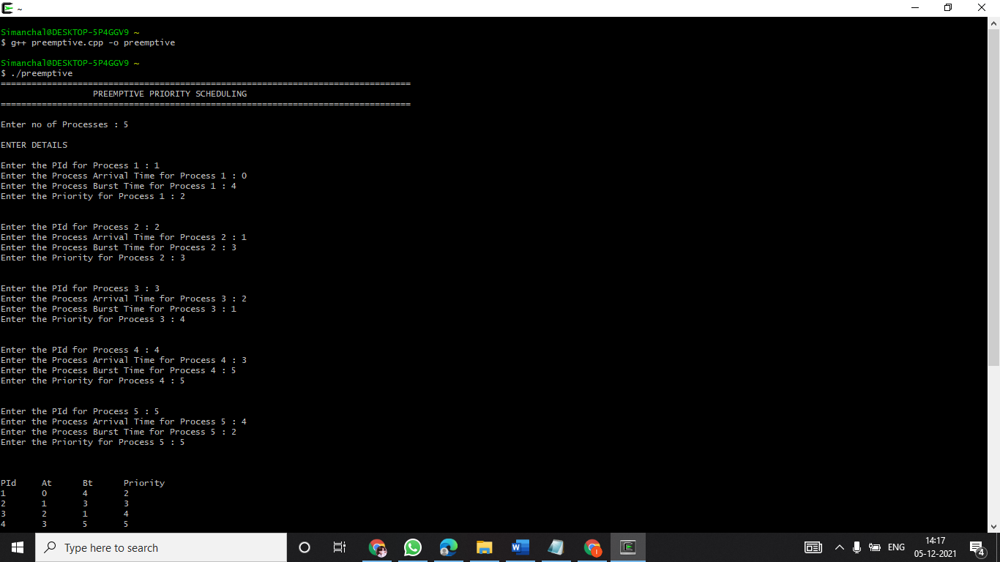 ~
Simanchal@DESKTOP-5P4GGV9 ~
$ g++ preemptive.cpp -o preemptive
Simanchal@DESKTOP-5P4GGV9 ~
$ ./preemptive
================================================================================
PREEMPTIVE PRIORITY SCHEDULING
================================================================================
Enter no of Processes : 5
ENTER DETAILS
Enter the PId for Process 1 : 1
Enter the Process Arrival Time for Process 1 : 0
Enter the Process Burst Time for Process 1 : 4
Enter the Priority for Process 1 : 2
Enter the PId for Process 2 : 2
Enter the Process Arrival Time for Process 2 : 1
Enter the Process Burst Time for Process 2 : 3
Enter the Priority for Process 2 : 3
Enter the PId for Process 3 : 3
Enter the Process Arrival Time for Process 3 : 2
Enter the Process Burst Time for Process 3 : 1
Enter the Priority for Process 3 : 4
Enter the PId for Process 4 : 4
Enter the Process Arrival Time for Process 4 : 3
Enter the Process Burst Time for Process 4 : 5
Enter the Priority for Process 4 : 5
Enter the PId for Process 5 : 5
Enter the Process Arrival Time for Process 5 : 4
Enter the Process Burst Time for Process 5 : 2
Enter the Priority for Process 5 : 5
PId At Bt Priority
1 0 4 2
2 1 3 3
3 2 1 4
4 3 5 5
Type here to search
ENG
14:17
05-12-2021
4